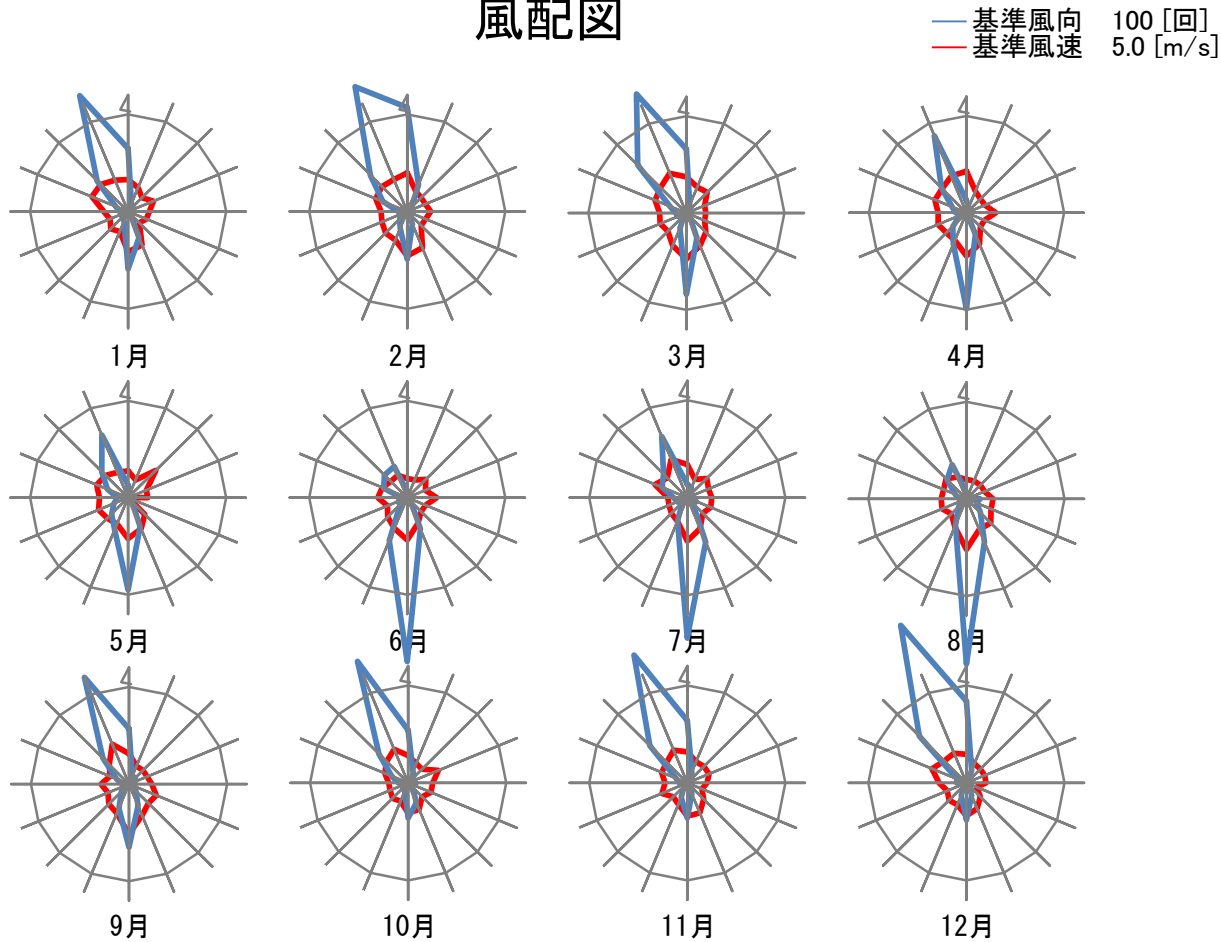 風配図
基準風向 100 [回]
基準風速 5.0 [m/s]
1月
2月
3月
4月
5月
6月
7月
8月
9月
10月
11月
12月